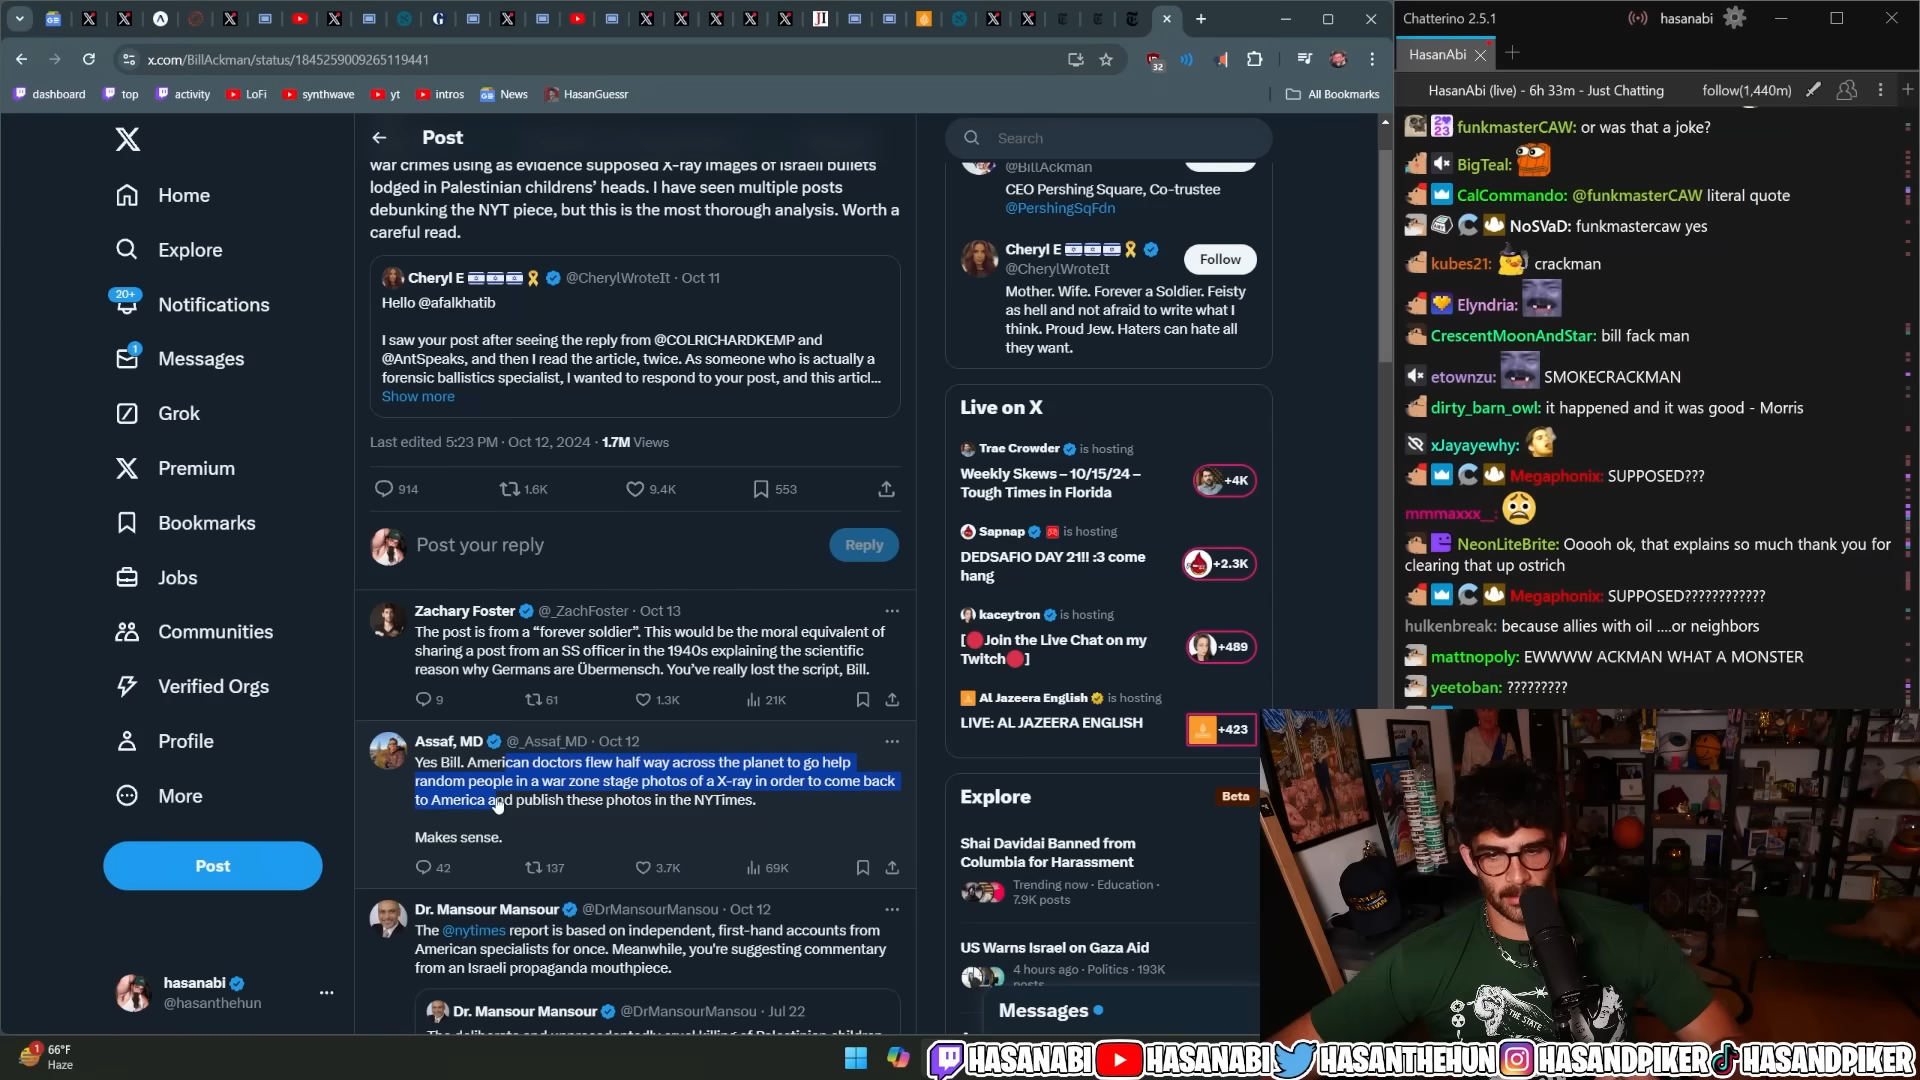 x.com/BillAckman/status/1845259009265119441
32
dashboard
top
activity
LoFi
synthwave
yt
intros
News
HasanGuessr
All Bookmarks
Post
war crimes using as evidence supposed X-ray images of Israeli bullets
lodged in Palestinian childrens’ heads. I have seen multiple posts
debunking the NYT piece, but this is the most thorough analysis. Worth a
careful read.
Cheryl E @CherylWroteIt · Oct 11
Hello @afalkhatib
I saw your post after seeing the reply from @COLRICHARDKEMP and
@AntSpeaks, and then I read the article, twice. As someone who is actually a
forensic ballistics specialist, I wanted to respond to your post, and this articl...
Show more
Last edited 5:23 PM · Oct 12, 2024 · 1.7M Views
914
1.6K
9.4K
553
Post your reply
Reply
Zachary Foster @_ZachFoster · Oct 13
The post is from a “forever soldier”. This would be the moral equivalent of
sharing a post from an SS officer in the 1940s explaining the scientific
reason why Germans are Übermensch. You’ve really lost the script, Bill.
9
61
1.3K
21K
Assaf, MD @_Assaf_MD · Oct 12
Yes Bill. American doctors flew half way across the planet to go help
random people in a war zone stage photos of a X-ray in order to come back
to America and publish these photos in the NYTimes.
Makes sense.
42
137
3.7K
69K
Dr. Mansour Mansour @DrMansourMansou · Oct 12
The @nytimes report is based on independent, first-hand accounts from
American specialists for once. Meanwhile, you're suggesting commentary
from an Israeli propaganda mouthpiece.
Dr. Mansour Mansour @DrMansourMansou · Jul 22
Home
Explore
20+
Notifications
1
Messages
Grok
Premium
Bookmarks
Jobs
Communities
Verified Orgs
Profile
More
Post
hasanabi
@hasanthehun
Search
@BillAckman
CEO Pershing Square, Co-trustee
@PershingSqFdn
Cheryl E
@CherylWroteIt
Follow
Mother. Wife. Forever a Soldier. Feisty
as hell and not afraid to write what I
think. Proud Jew. Haters can hate all
they want.
Live on X
Trae Crowder is hosting
Weekly Skews – 10/15/24 –
Tough Times in Florida
+4K
Sapnap is hosting
DEDSAFIO DAY 21!! :3 come
hang
+2.3K
kaceytron is hosting
[🔴Join the Live Chat on my
Twitch🔴]
+489
Al Jazeera English is hosting
LIVE: AL JAZEERA ENGLISH
+423
Explore
Beta
Shai Davidai Banned from
Columbia for Harassment
Trending now · Education ·
7.9K posts
US Warns Israel on Gaza Aid
4 hours ago · Politics · 193K
posts
Messages
Chatterino 2.5.1
hasanabi
HasanAbi
HasanAbi (live) - 6h 33m - Just Chatting
follow(1,440m)
funkmasterCAW: or was that a joke?
BigTeal:
CalCommando: @funkmasterCAW literal quote
NoSVaD: funkmastercaw yes
kubes21: crackman
Elyndria:
CrescentMoonAndStar: bill fack man
etownzu: SMOKECRACKMAN
dirty_barn_owl: it happened and it was good - Morris
xJayayewhy:
Megaphonix: SUPPOSED???
mmmaxxx__:
NeonLiteBrite: Ooooh ok, that explains so much thank you for
clearing that up ostrich
Megaphonix: SUPPOSED????????????
hulkenbreak: because allies with oil ....or neighbors
mattnopoly: EWWWW ACKMAN WHAT A MONSTER
yeetoban: ?????????
1
66°F
Haze
HASANABI
HASANABI
HASANTHEHUN
HASANDPIKER
HASANDPIKER